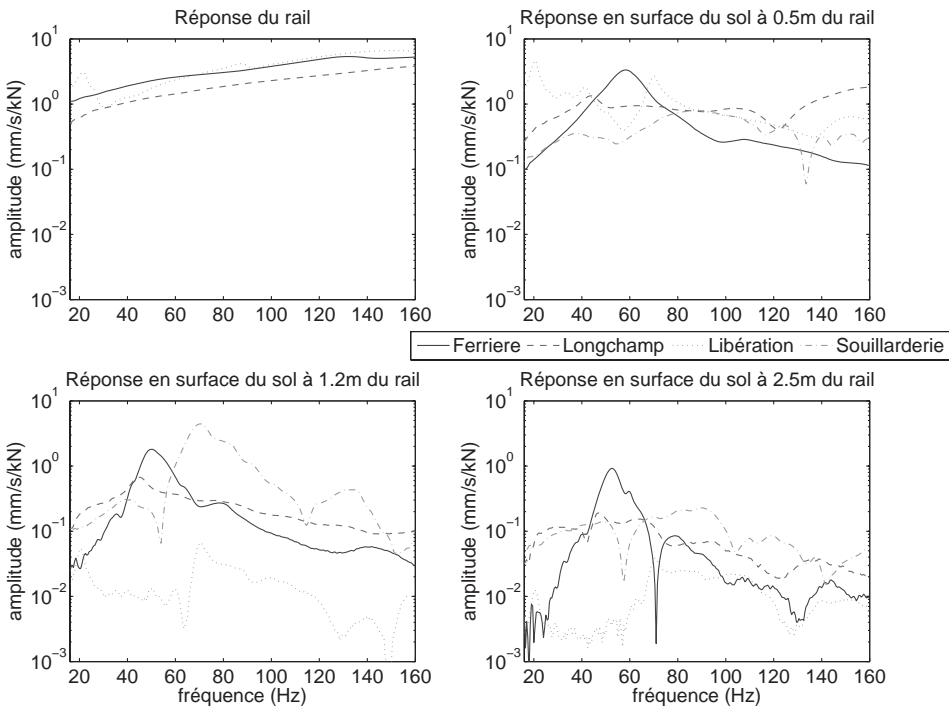 Réponse du rail
Réponse en surface du sol à 0.5m du rail
amplitude (mm/s/kN)
10^1
10^0
10^-1
10^-2
10^-3
20 40 60 80 100 120 140 160
amplitude (mm/s/kN)
10^1
10^0
10^-1
10^-2
10^-3
20 40 60 80 100 120 140 160
Ferriere Longchamp Libération Souillarderie
Réponse en surface du sol à 1.2m du rail
Réponse en surface du sol à 2.5m du rail
amplitude (mm/s/kN)
10^1
10^0
10^-1
10^-2
10^-3
20 40 60 80 100 120 140 160
fréquence (Hz)
amplitude (mm/s/kN)
10^1
10^0
10^-1
10^-2
10^-3
20 40 60 80 100 120 140 160
fréquence (Hz)